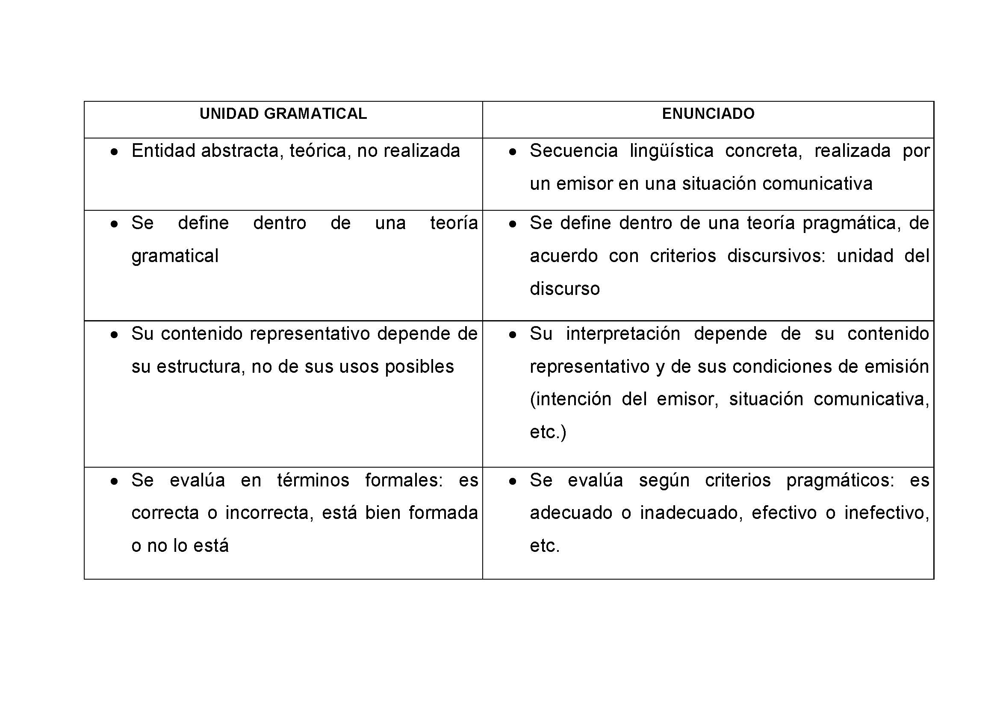 UNIDAD GRAMATICAL
ENUNCIADO
• Entidad abstracta, teórica, no realizada
• Secuencia lingüística concreta, realizada por
un emisor en una situación comunicativa
• Se define dentro de una teoría
gramatical
• Se define dentro de una teoría pragmática, de
acuerdo con criterios discursivos: unidad del
discurso
• Su contenido representativo depende de
su estructura, no de sus usos posibles
• Su interpretación depende de su contenido
representativo y de sus condiciones de emisión
(intención del emisor, situación comunicativa,
etc.)
• Se evalúa en términos formales: es
correcta o incorrecta, está bien formada
o no lo está
• Se evalúa según criterios pragmáticos: es
adecuado o inadecuado, efectivo o inefectivo,
etc.